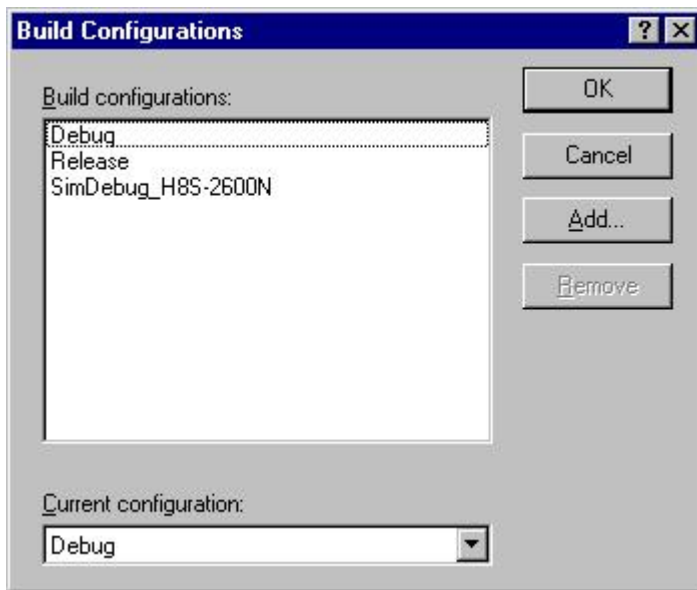 Build Configurations
Build configurations:
Debug
Release
SimDebug_H8S-2600N
OK
Cancel
Add...
Remove
Current configuration:
Debug